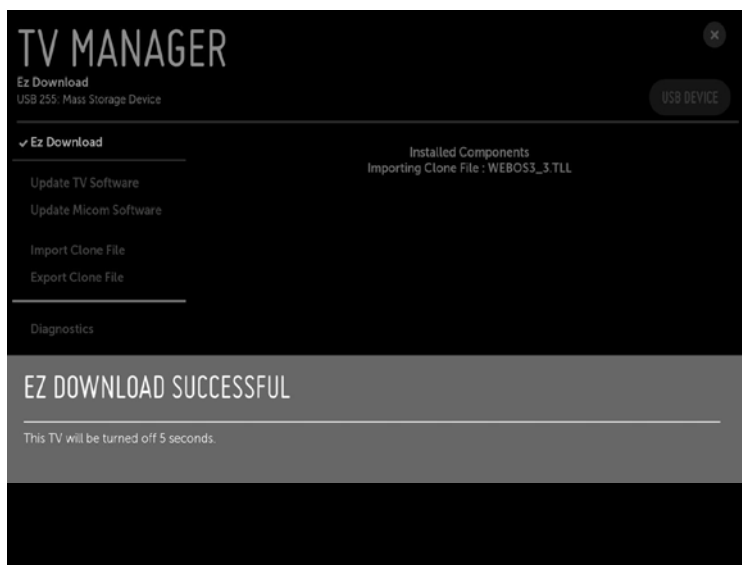 TV MANAGER
Ez Download
USB 255: Mass Storage Device
USB DEVICE
✔ Ez Download
Installed Components
Importing Clone File : WEBOS3_3.TLL
Update TV Software
Update Micom Software
Import Clone File
Export Clone File
Diagnostics
EZ DOWNLOAD SUCCESSFUL
This TV will be turned off 5 seconds.